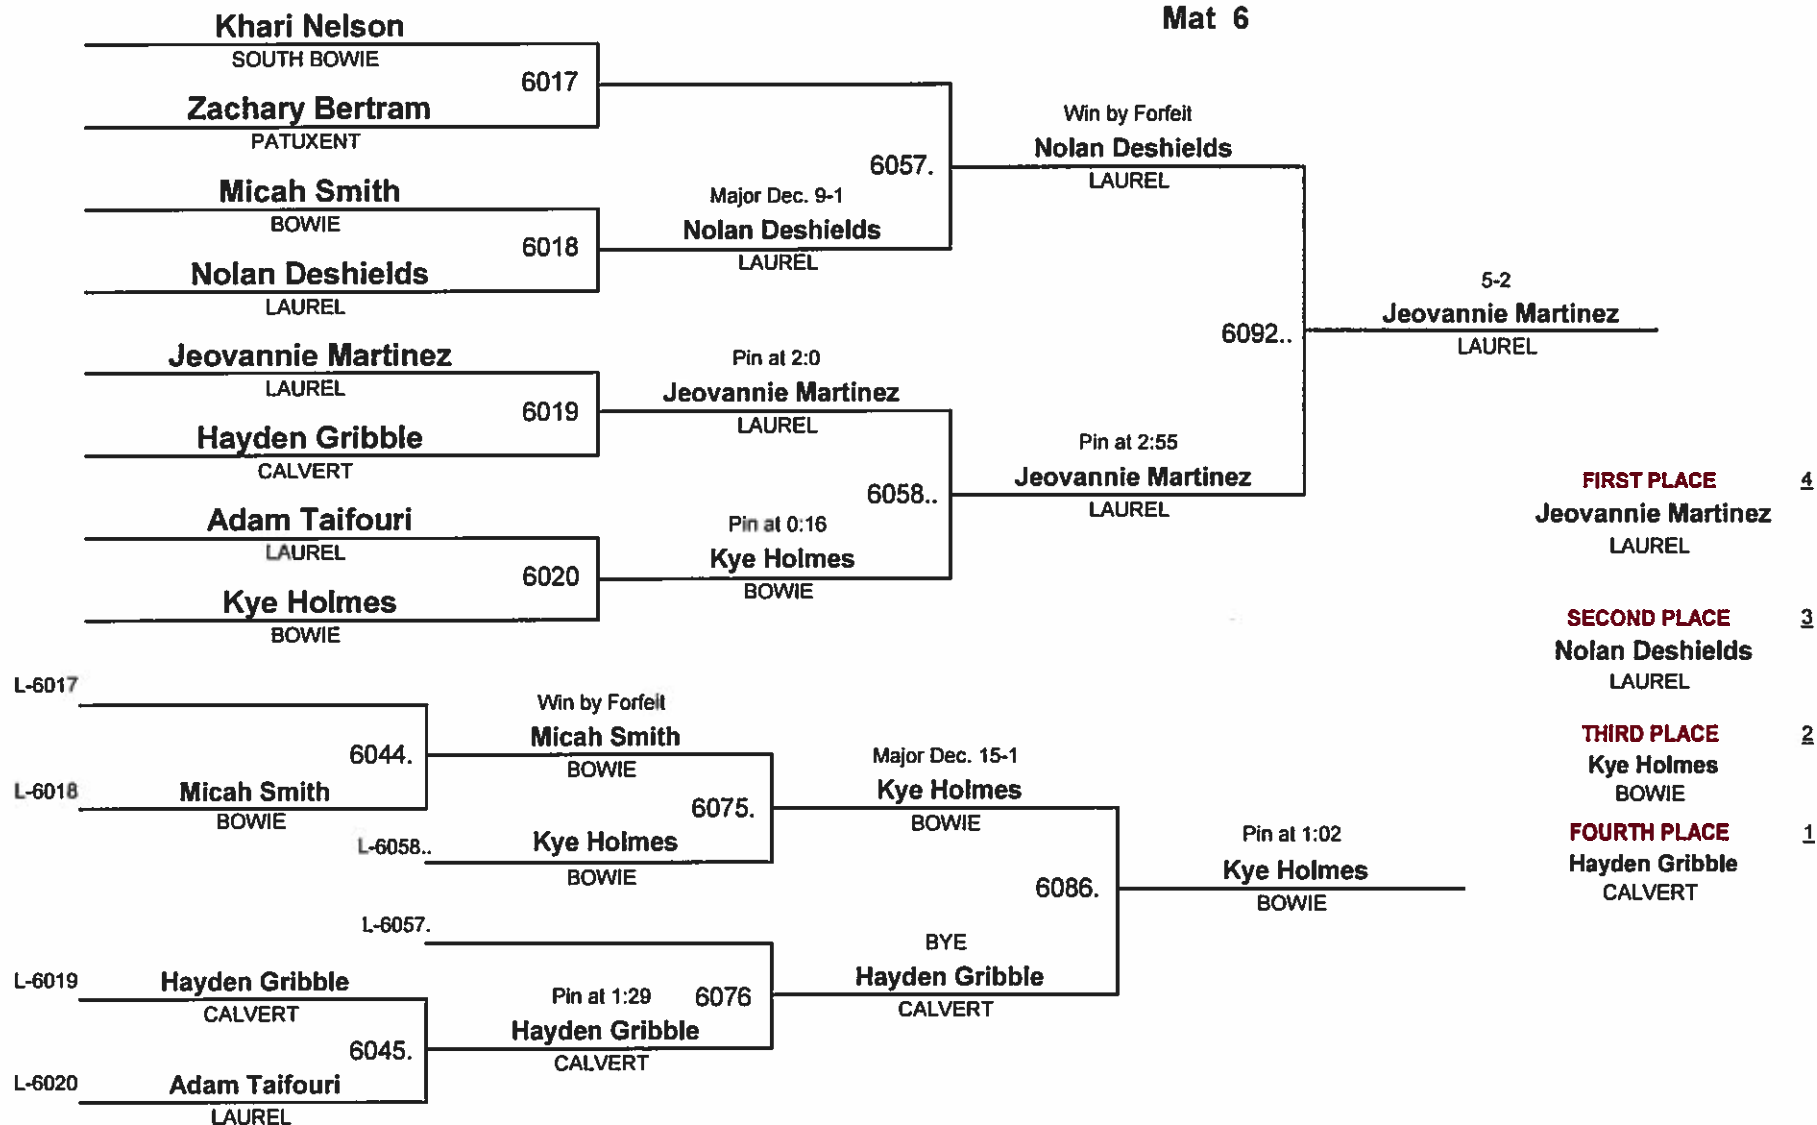 Mat 6
Khari Nelson
SOUTH BOWIE
6017
Zachary Bertram
PATUXENT
Micah Smith
BOWIE
6018
Nolan Deshields
LAUREL
Jeovannie Martinez
LAUREL
6019
Hayden Gribble
CALVERT
Adam Taifouri
LAUREL
6020
Kye Holmes
BOWIE
6057.
Major Dec. 9-1
Nolan Deshields
LAUREL
Pin at 2:0
Jeovannie Martinez
LAUREL
6058..
Pin at 0:16
Kye Holmes
BOWIE
Win by Forfeit
Nolan Deshields
LAUREL
6092..
Pin at 2:55
Jeovannie Martinez
LAUREL
5-2
Jeovannie Martinez
LAUREL
FIRST PLACE 4
Jeovannie Martinez
LAUREL
SECOND PLACE 3
Nolan Deshields
LAUREL
THIRD PLACE 2
Kye Holmes
BOWIE
FOURTH PLACE 1
Hayden Gribble
CALVERT
L-6017
6044.
L-6018 Micah Smith
BOWIE
Win by Forfeit
Micah Smith
BOWIE
6075.
L-6058.. Kye Holmes
BOWIE
Major Dec. 15-1
Kye Holmes
BOWIE
6086.
Pin at 1:02
Kye Holmes
BOWIE
L-6057.
BYE
Hayden Gribble
CALVERT
L-6019 Hayden Gribble
CALVERT
Pin at 1:29 6076
Hayden Gribble
CALVERT
6045.
L-6020 Adam Taifouri
LAUREL